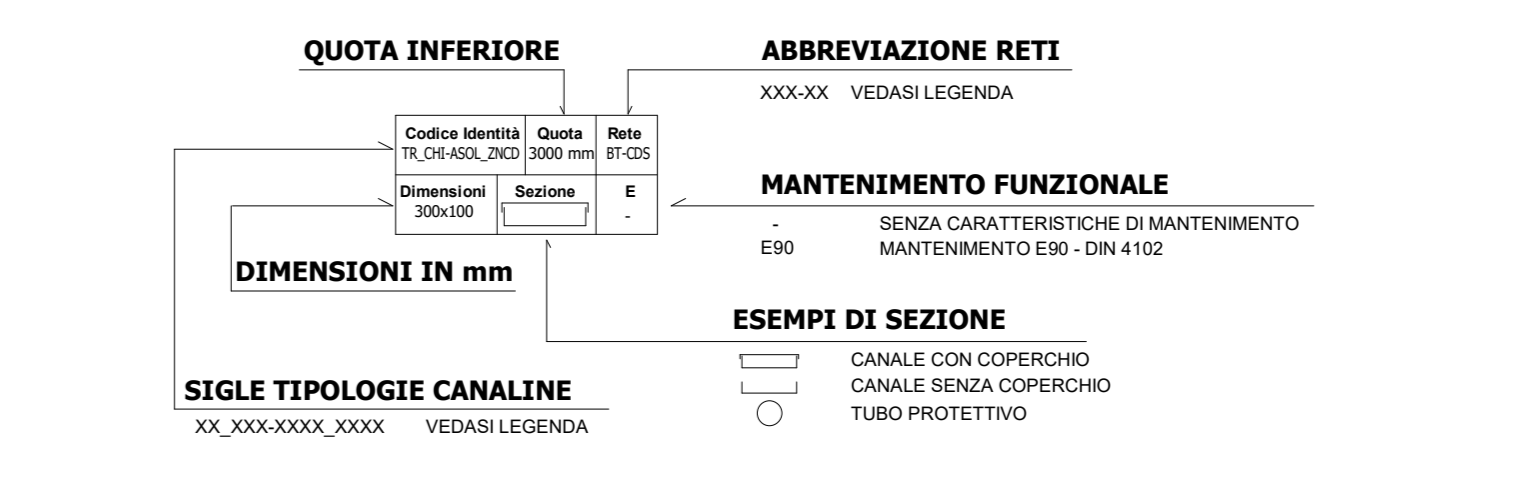 QUOTA INFERIORE
ABBREVIAZIONE RETI
XXX-XX VEDASI LEGENDA
Codice Identità Quota Rete
TR_CHI-ASOL_ZNCD 3000 mm BT-CDS
Dimensioni Sezione E
300x100 -
MANTENIMENTO FUNZIONALE
- SENZA CARATTERISTICHE DI MANTENIMENTO
E90 MANTENIMENTO E90 - DIN 4102
DIMENSIONI IN mm
ESEMPI DI SEZIONE
CANALE CON COPERCHIO
CANALE SENZA COPERCHIO
TUBO PROTETTIVO
SIGLE TIPOLOGIE CANALINE
XX_XXX-XXXX_XXXX VEDASI LEGENDA